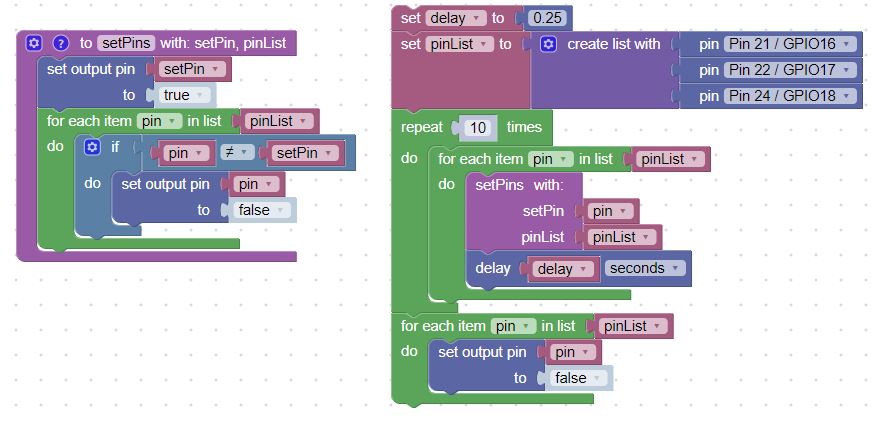 ? to setPins with: setPin, pinList
set output pin setPin
to true
for each item pin in list pinList
do if pin ≠ setPin
do set output pin pin
to false
set delay to 0.25
set pinList to create list with pin Pin 21 / GPIO16
pin Pin 22 / GPIO17
pin Pin 24 / GPIO18
repeat 10 times
do for each item pin in list pinList
do setPins with:
setPin pin
pinList pinList
delay delay seconds
for each item pin in list pinList
do set output pin pin
to false